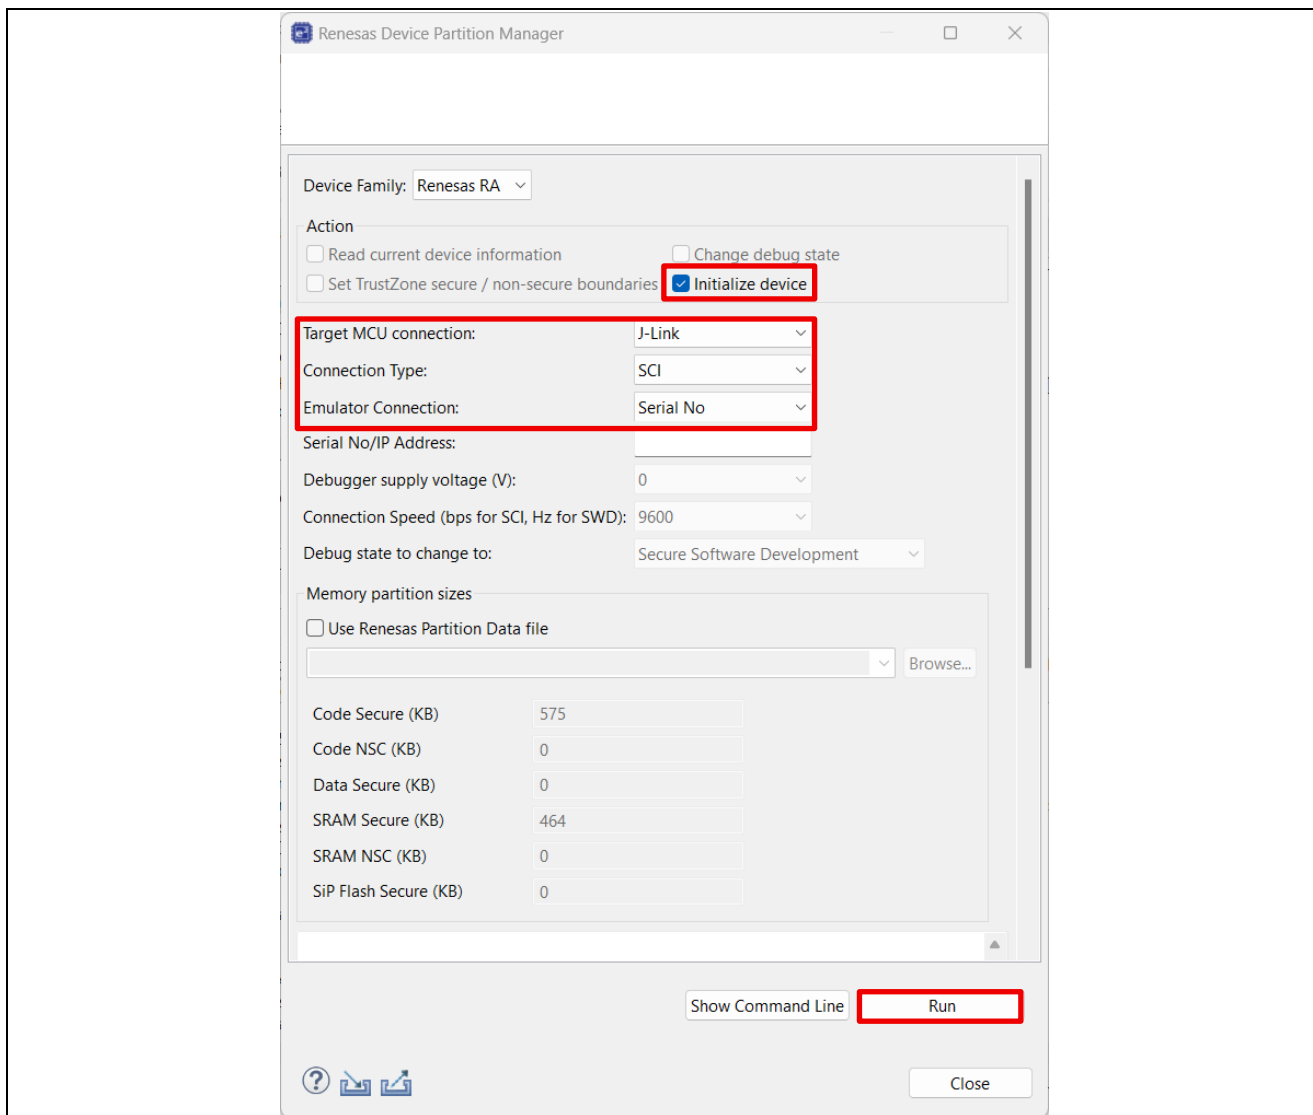 Renesas Device Partition Manager
Device Family: Renesas RA
Action
Read current device information Change debug state
Set TrustZone secure / non-secure boundaries Initialize device
Target MCU connection: J-Link
Connection Type: SCI
Emulator Connection: Serial No
Serial No/IP Address:
Debugger supply voltage (V): 0
Connection Speed (bps for SCI, Hz for SWD): 9600
Debug state to change to: Secure Software Development
Memory partition sizes
Use Renesas Partition Data file
Browse...
Code Secure (KB) 575
Code NSC (KB) 0
Data Secure (KB) 0
SRAM Secure (KB) 464
SRAM NSC (KB) 0
SiP Flash Secure (KB) 0
Show Command Line Run
Close